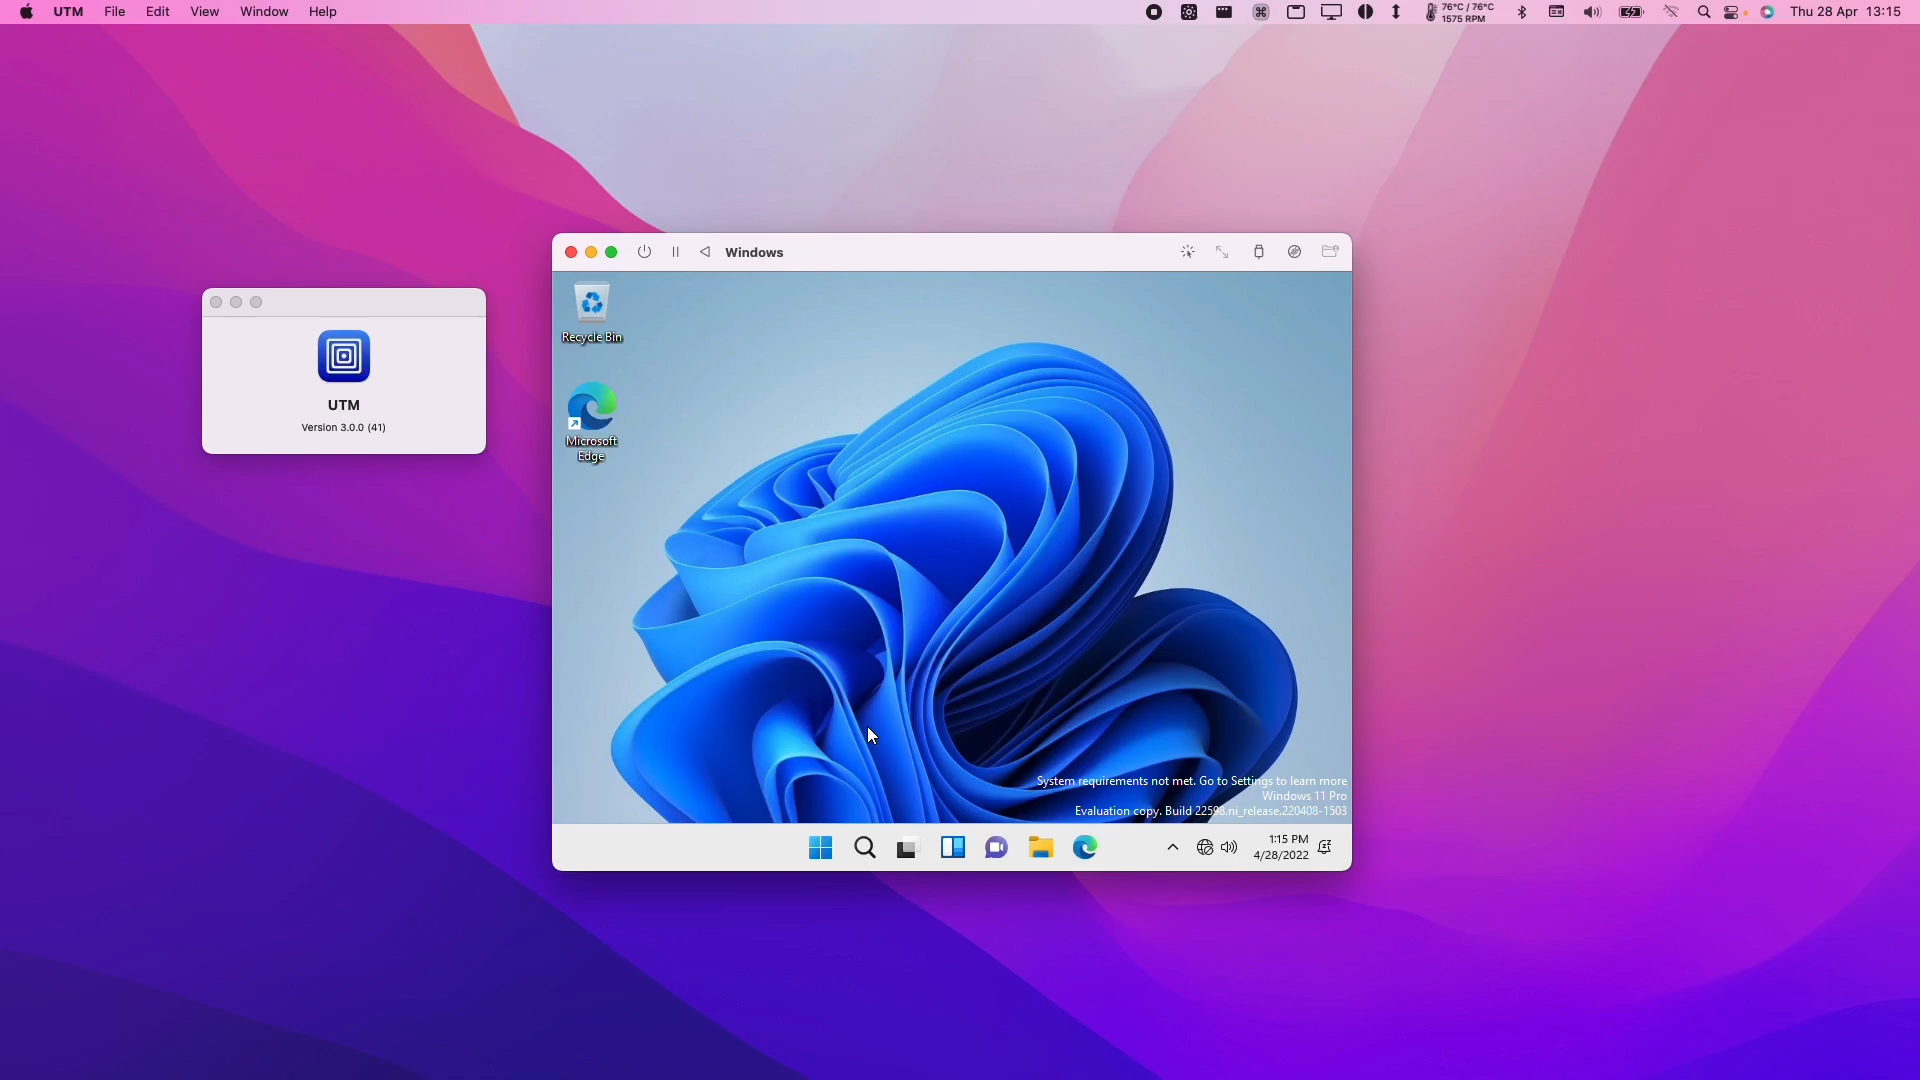 UTM File Edit View Window Help
76°C / 76°C
1575 RPM
Thu 28 Apr 13:15
Windows
Recycle Bin
Microsoft
Edge
UTM
Version 3.0.0 (41)
System requirements not met. Go to Settings to learn more
Windows 11 Pro
Evaluation copy. Build 22598.ni_release.220408-1503
1:15 PM
4/28/2022